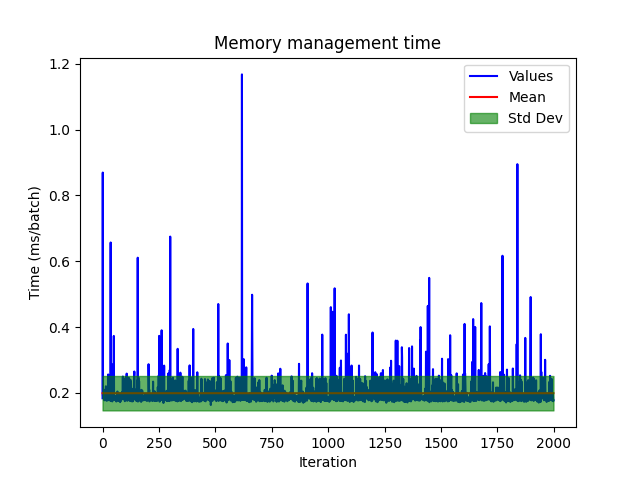 Memory management time
Values
Mean
Std Dev
1.2
1.0
0.8
0.6
0.4
0.2
Time (ms/batch)
0 250 500 750 1000 1250 1500 1750 2000
Iteration